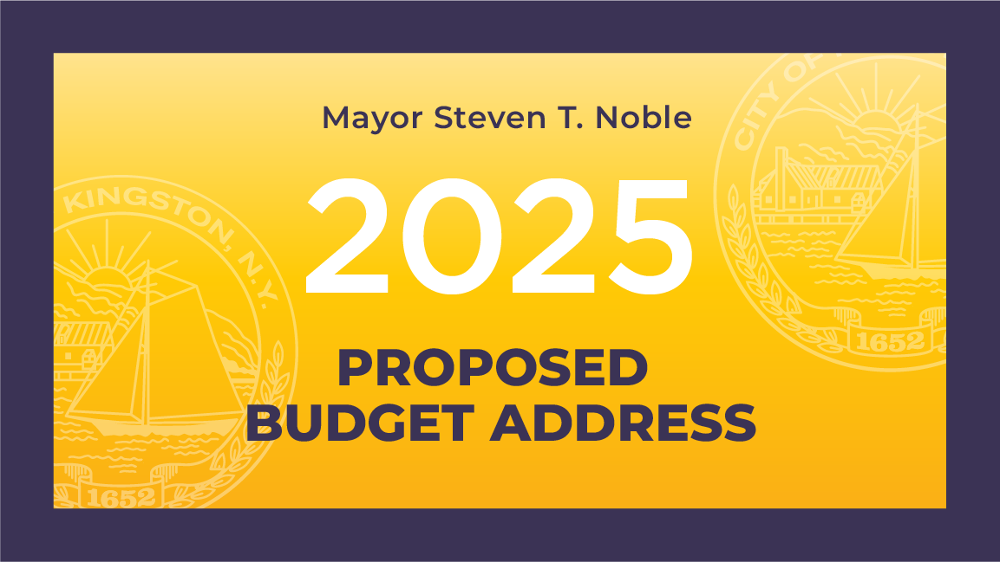 Mayor Steven T. Noble
2025
PROPOSED
BUDGET ADDRESS
KINGSTON, N.Y.
1652
CITY OF
1652